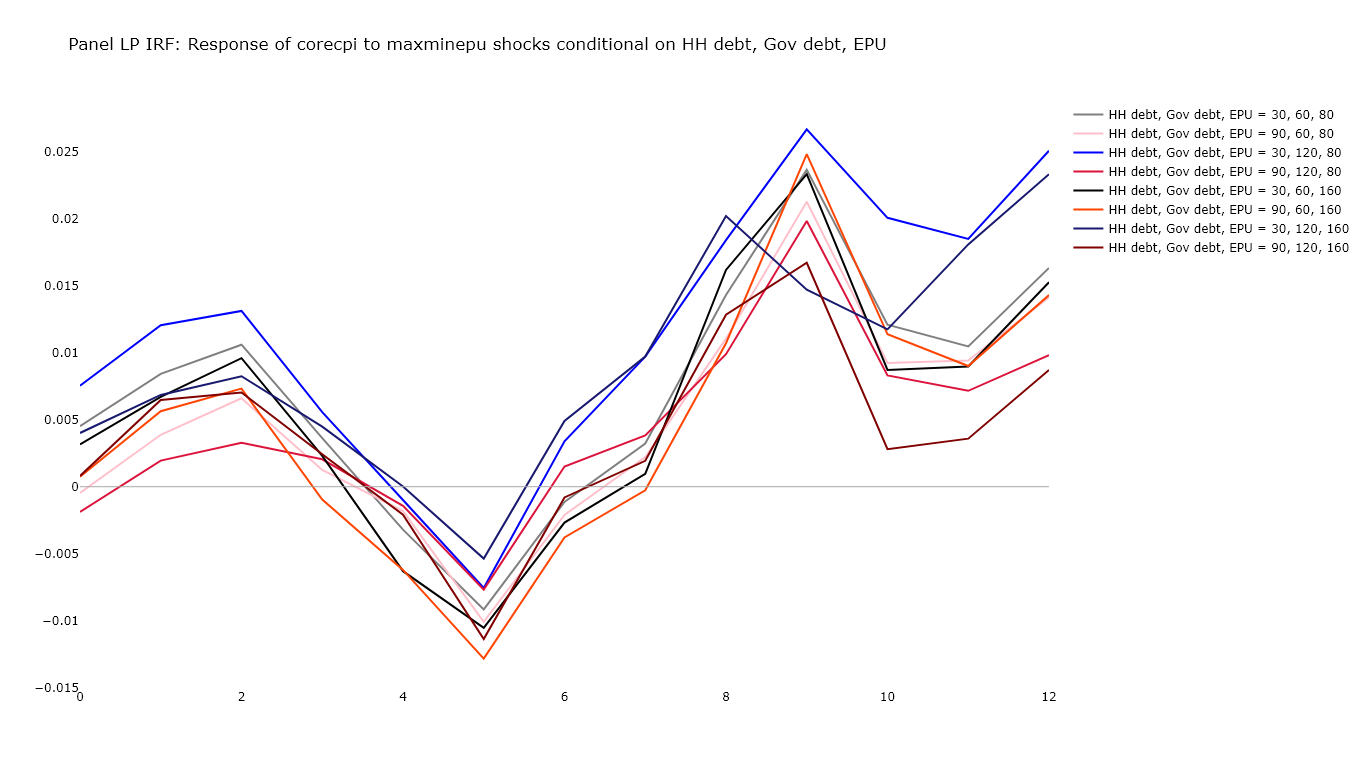 Panel LP IRF: Response of corecpi to maxminepu shocks conditional on HH debt, Gov debt, EPU
HH debt, Gov debt, EPU = 30, 60, 80
HH debt, Gov debt, EPU = 90, 60, 80
HH debt, Gov debt, EPU = 30, 120, 80
HH debt, Gov debt, EPU = 90, 120, 80
HH debt, Gov debt, EPU = 30, 60, 160
HH debt, Gov debt, EPU = 90, 60, 160
HH debt, Gov debt, EPU = 30, 120, 160
HH debt, Gov debt, EPU = 90, 120, 160
0.025
0.02
0.015
0.01
0.005
0
−0.005
−0.01
−0.015
0 2 4 6 8 10 12